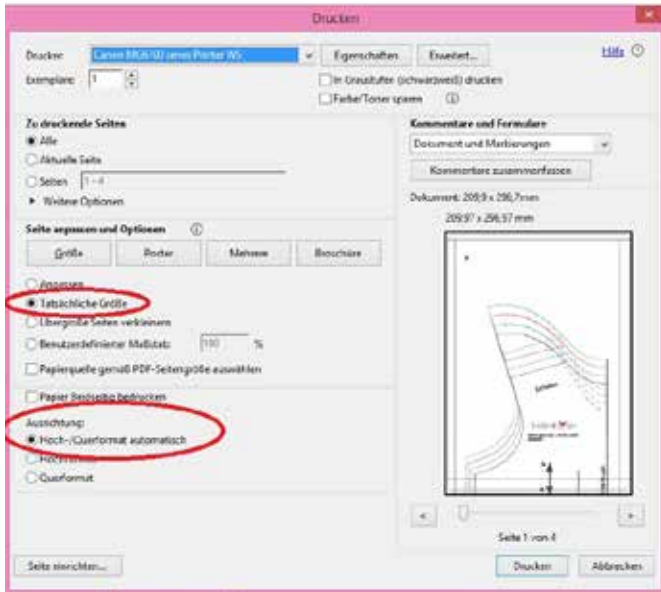 Drucken
Drucker: Canon MG6100 series Printer WS
Eigenschaften
Erweitert...
Hilfe
Exemplare: 1
In Graustufen (schwarzweiß) drucken
Farbe/Toner sparen
Zu druckende Seiten
Alle
Aktuelle Seite
Seiten 1 - 4
Weitere Optionen
Kommentare und Formulare
Dokument und Markierungen
Kommentare zusammenfassen
Dokument: 209,9 x 296,7mm
209,97 x 296,97 mm
Seite anpassen und Optionen
Größe
Poster
Mehrere
Broschüre
Anpassen
Tatsächliche Größe
Übergroße Seiten verkleinern
Benutzerdefinierter Maßstab: 100 %
Papierquelle gemäß PDF-Seitengröße auswählen
Papier beidseitig bedrucken
Ausrichtung:
Hoch-/Querformat automatisch
Hochformat
Querformat
<
>
Seite 1 von 4
Seite einrichten...
Drucken
Abbrechen